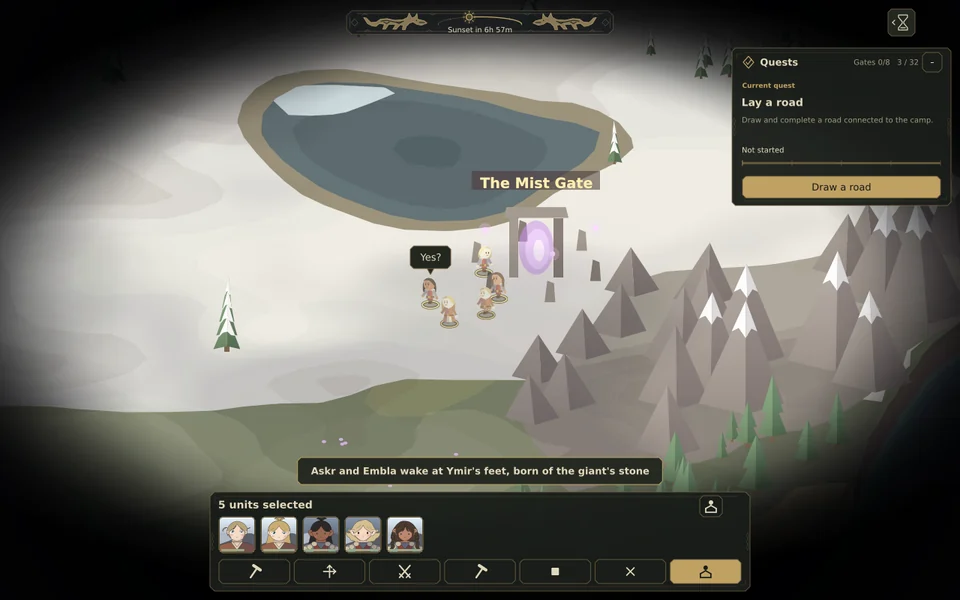 Sunset in 6h 57m
Quests
Gates 0/8 3 / 32 -
Current quest
Lay a road
Draw and complete a road connected to the camp.
Not started
Draw a road
The Mist Gate
Yes?
Askr and Embla wake at Ymir's feet, born of the giant's stone
5 units selected